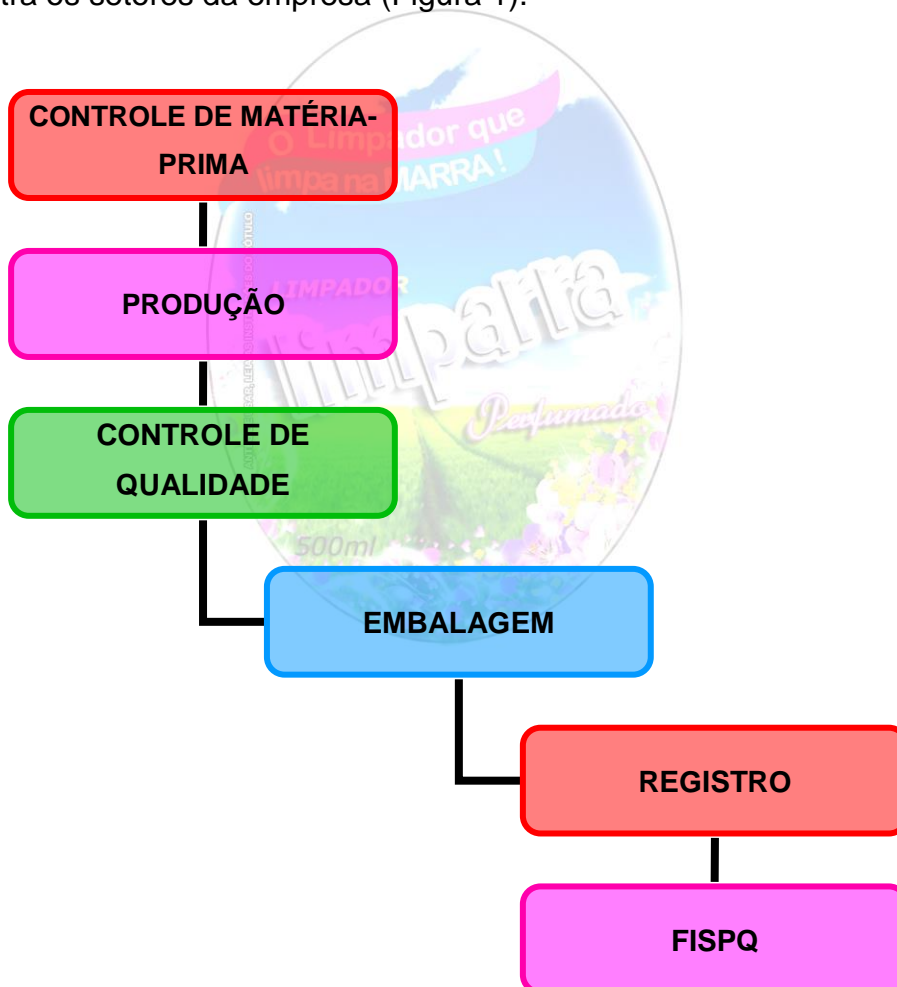 tra os setores da empresa (Figura 1).
O Limpador que
limpa na MARRA!
CONTROLE DE MATÉRIA-
PRIMA
LIMPADOR
PRODUÇÃO
limparra
Perfumado
CONTROLE DE
QUALIDADE
500ml
EMBALAGEM
REGISTRO
FISPQ